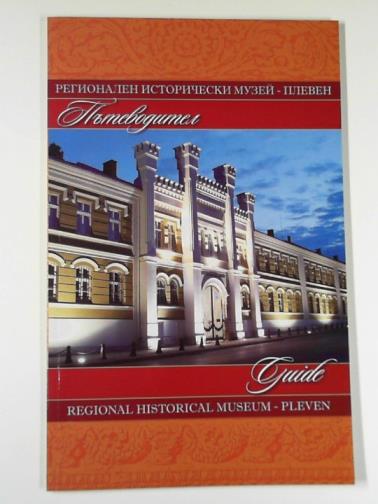 РЕГИОНАЛЕН ИСТОРИЧЕСКИ МУЗЕЙ - ПЛЕВЕН
Пътеводител
Guide
REGIONAL HISTORICAL MUSEUM - PLEVEN